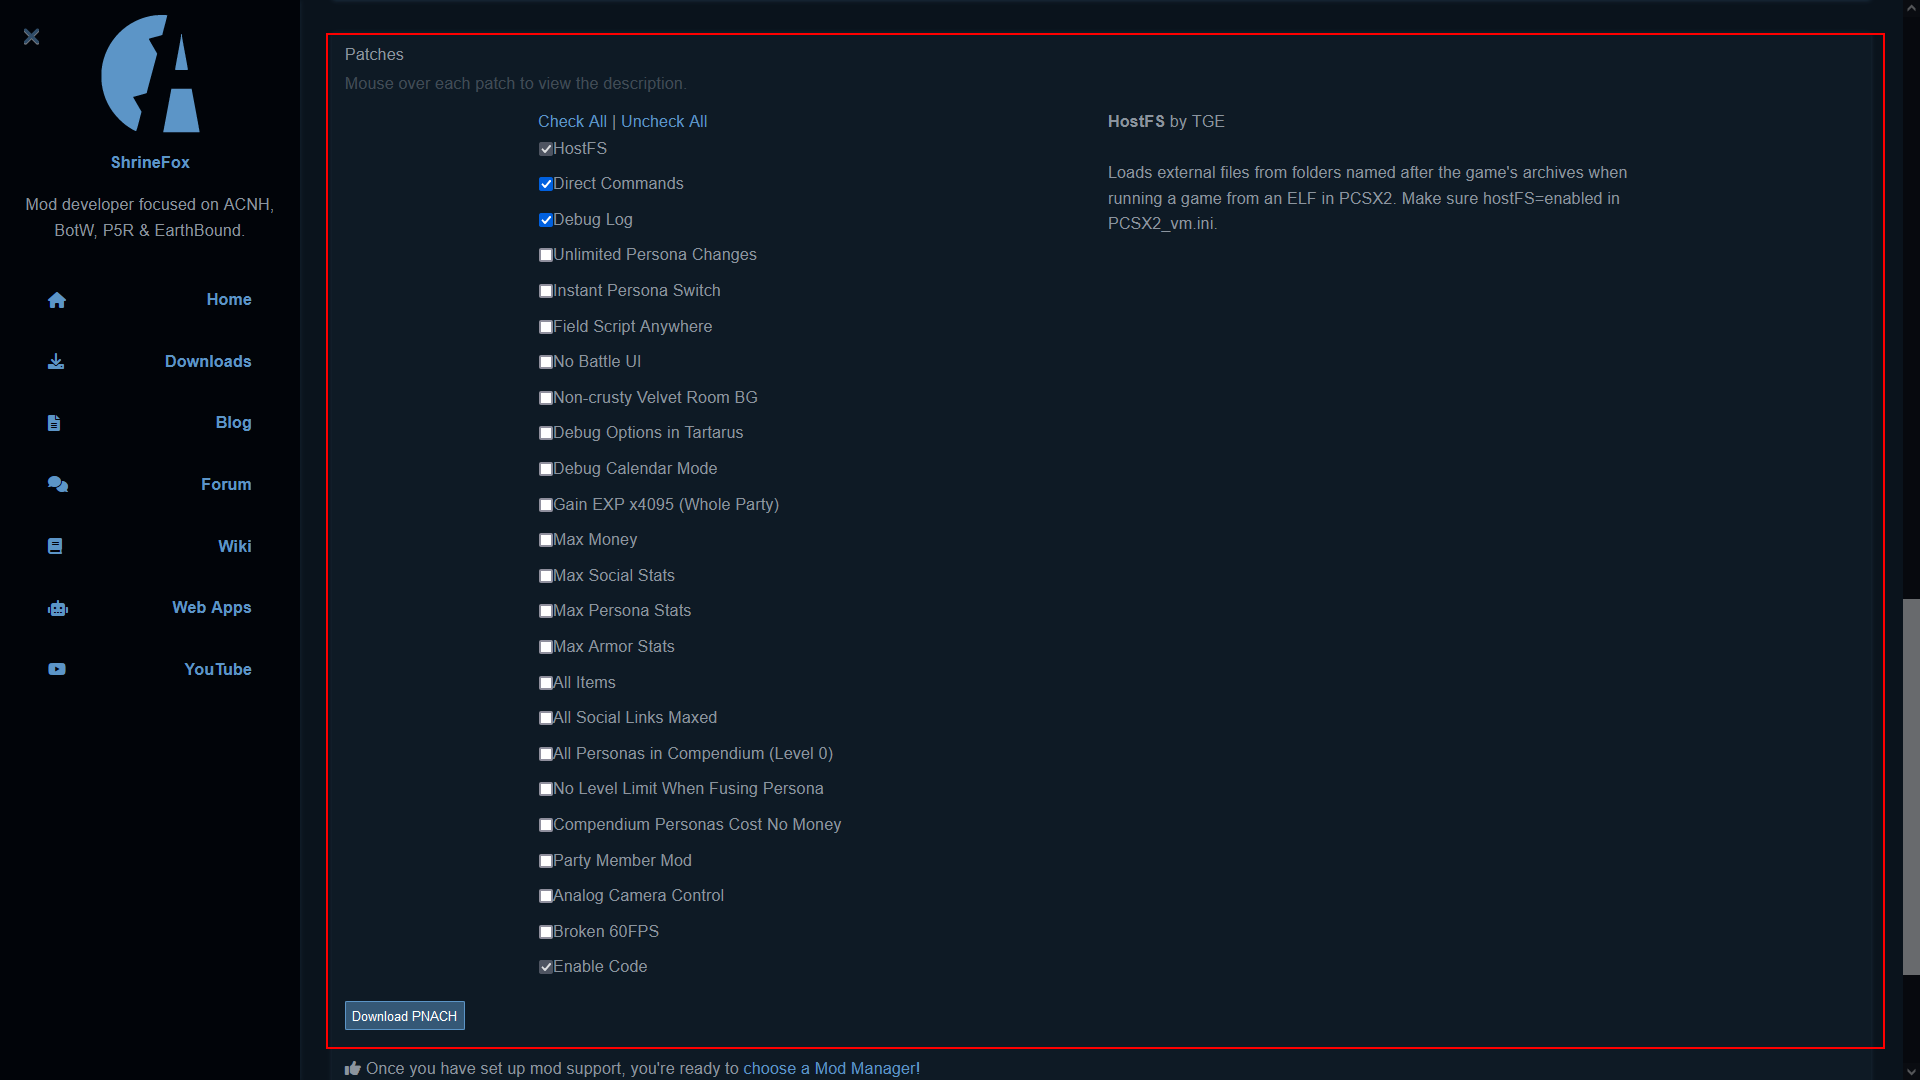 ShrineFox
Mod developer focused on ACNH,
BotW, P5R & EarthBound.
Home
Downloads
Blog
Forum
Wiki
Web Apps
YouTube
Patches
Mouse over each patch to view the description.
Check All | Uncheck All
HostFS
Direct Commands
Debug Log
Unlimited Persona Changes
Instant Persona Switch
Field Script Anywhere
No Battle UI
Non-crusty Velvet Room BG
Debug Options in Tartarus
Debug Calendar Mode
Gain EXP x4095 (Whole Party)
Max Money
Max Social Stats
Max Persona Stats
Max Armor Stats
All Items
All Social Links Maxed
All Personas in Compendium (Level 0)
No Level Limit When Fusing Persona
Compendium Personas Cost No Money
Party Member Mod
Analog Camera Control
Broken 60FPS
Enable Code
HostFS by TGE
Loads external files from folders named after the game's archives when
running a game from an ELF in PCSX2. Make sure hostFS=enabled in
PCSX2_vm.ini.
Download PNACH
Once you have set up mod support, you're ready to choose a Mod Manager!